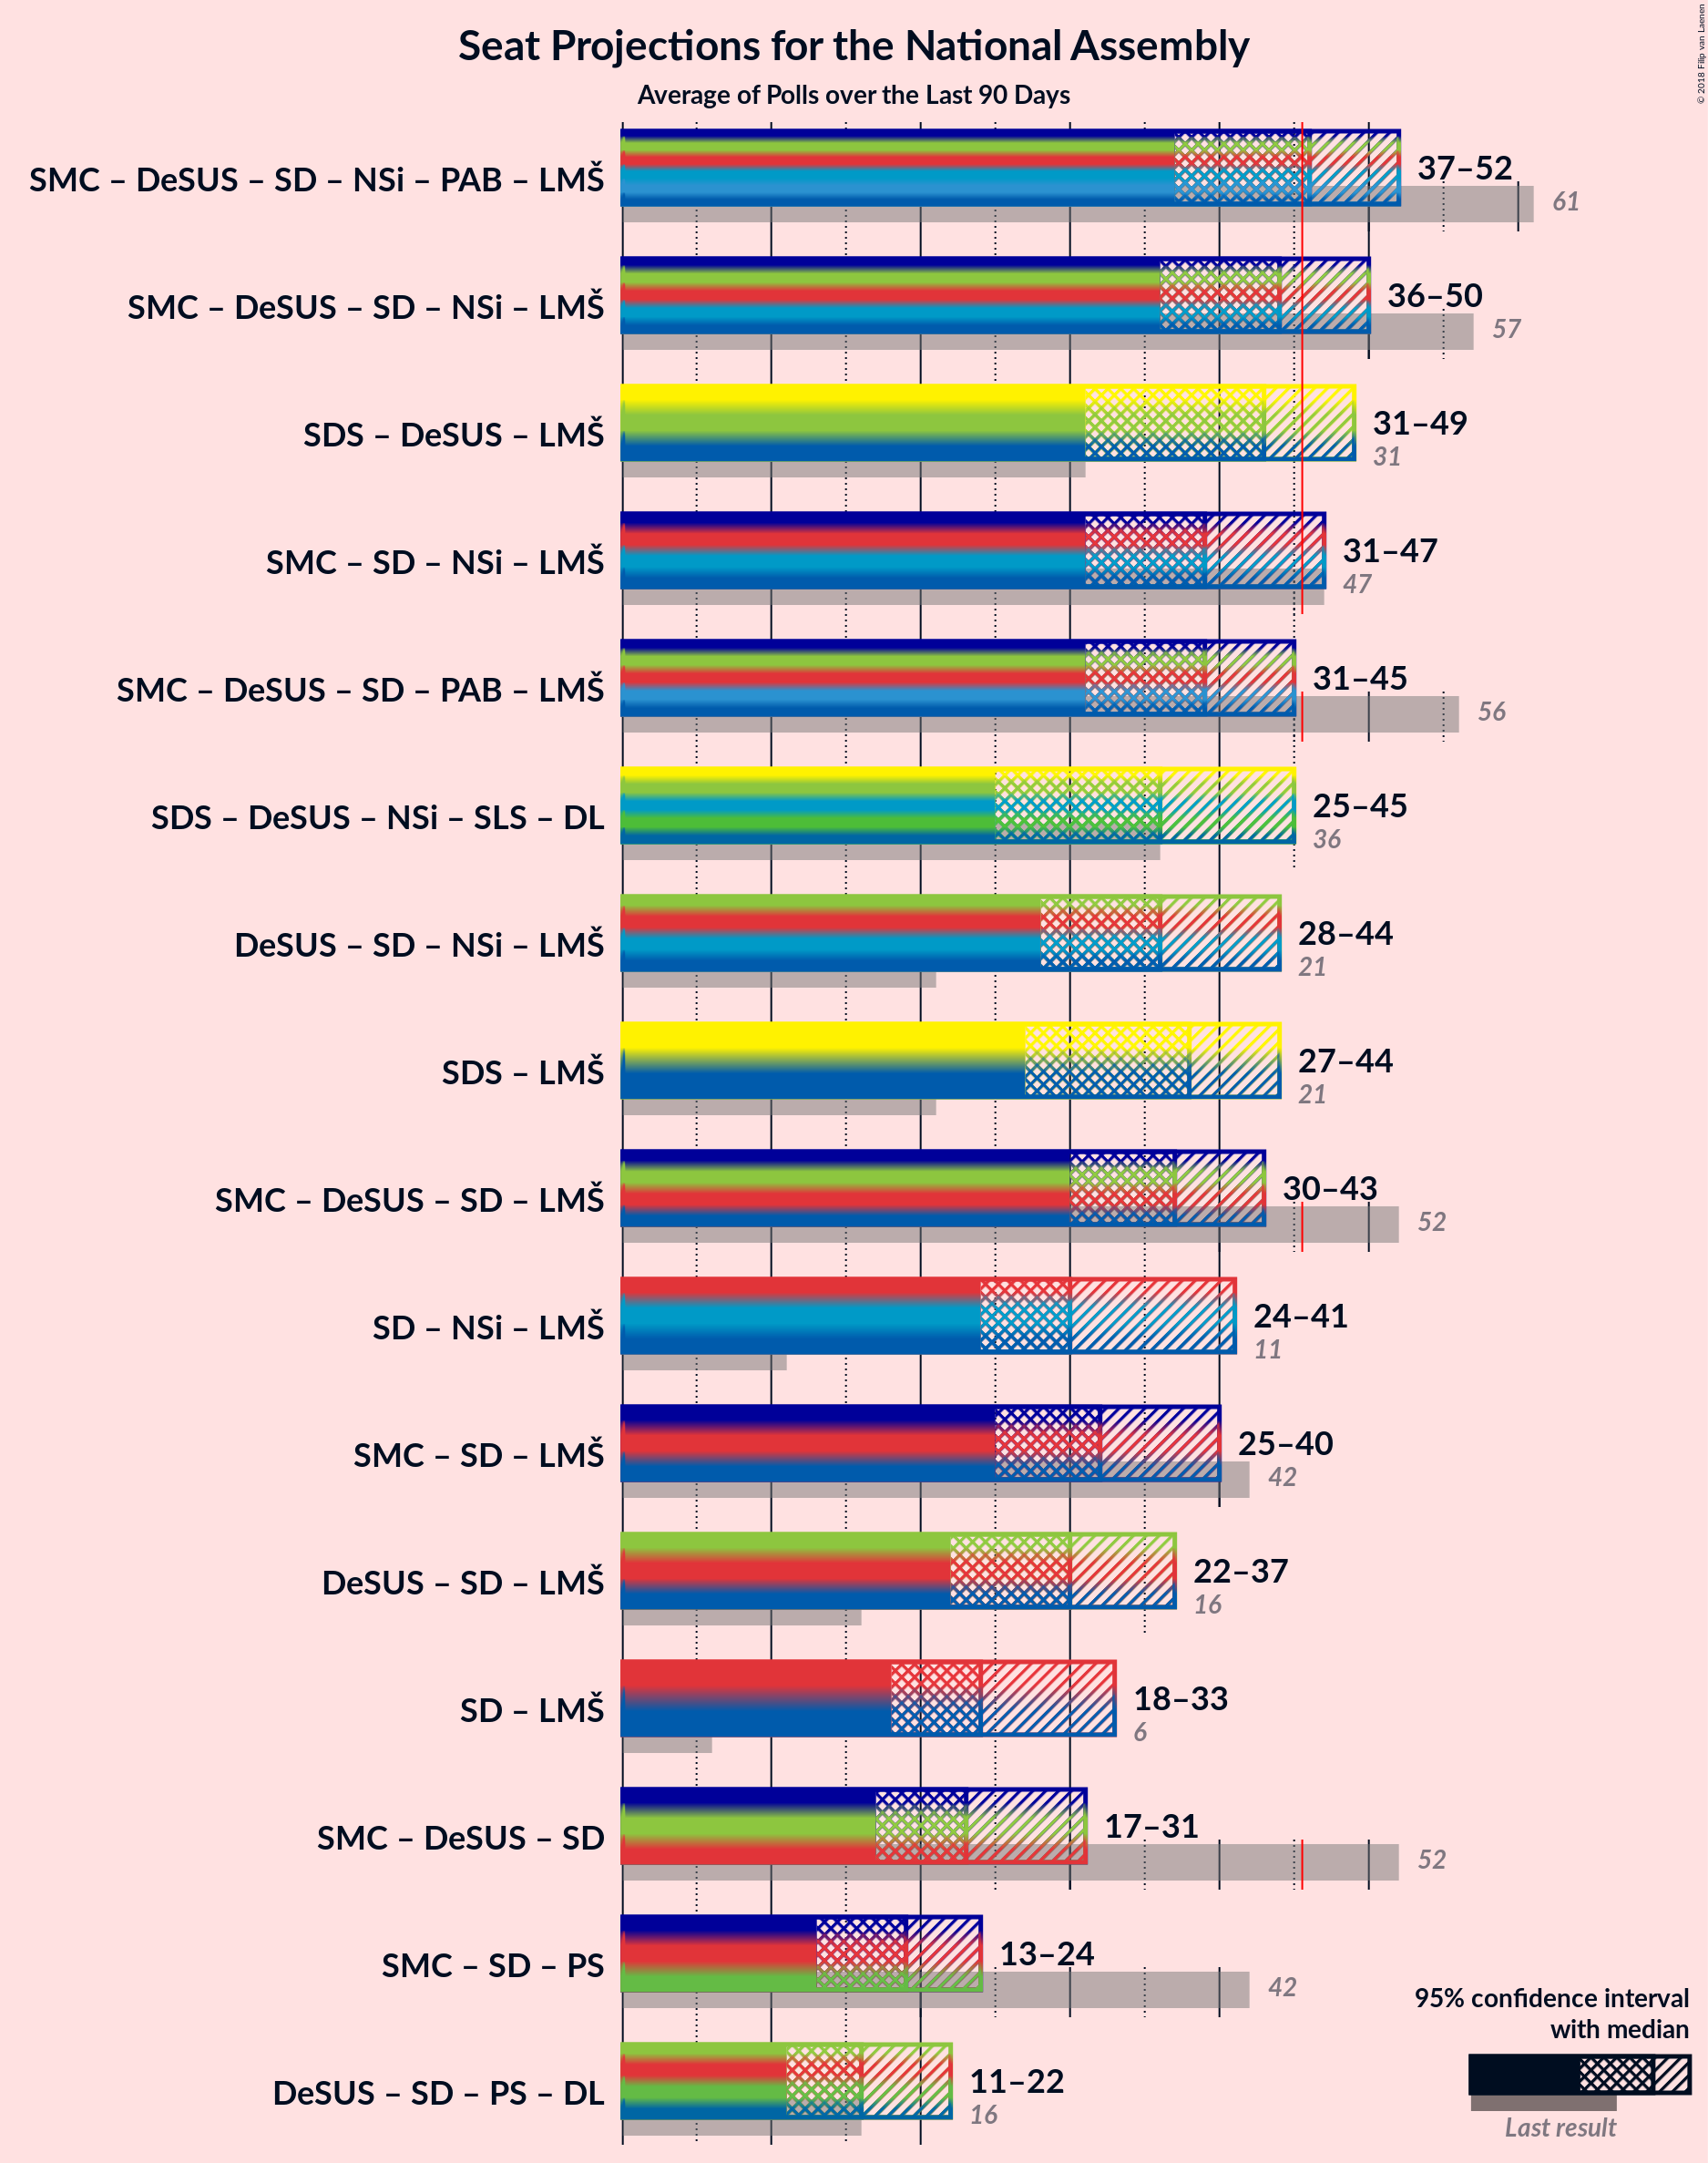 Seat Projections for the National Assembly
Average of Polls over the Last 90 Days
© 2018 Filip van Laenen
SMC – DeSUS – SD – NSi – PAB – LMŠ
37–52
61
SMC – DeSUS – SD – NSi – LMŠ
36–50
57
SDS – DeSUS – LMŠ
31–49
31
SMC – SD – NSi – LMŠ
31–47
47
SMC – DeSUS – SD – PAB – LMŠ
31–45
56
SDS – DeSUS – NSi – SLS – DL
25–45
36
DeSUS – SD – NSi – LMŠ
28–44
21
SDS – LMŠ
27–44
21
SMC – DeSUS – SD – LMŠ
30–43
52
SD – NSi – LMŠ
24–41
11
SMC – SD – LMŠ
25–40
42
DeSUS – SD – LMŠ
22–37
16
SD – LMŠ
18–33
6
SMC – DeSUS – SD
17–31
52
SMC – SD – PS
13–24
42
DeSUS – SD – PS – DL
11–22
16
95% confidence interval
with median
Last result